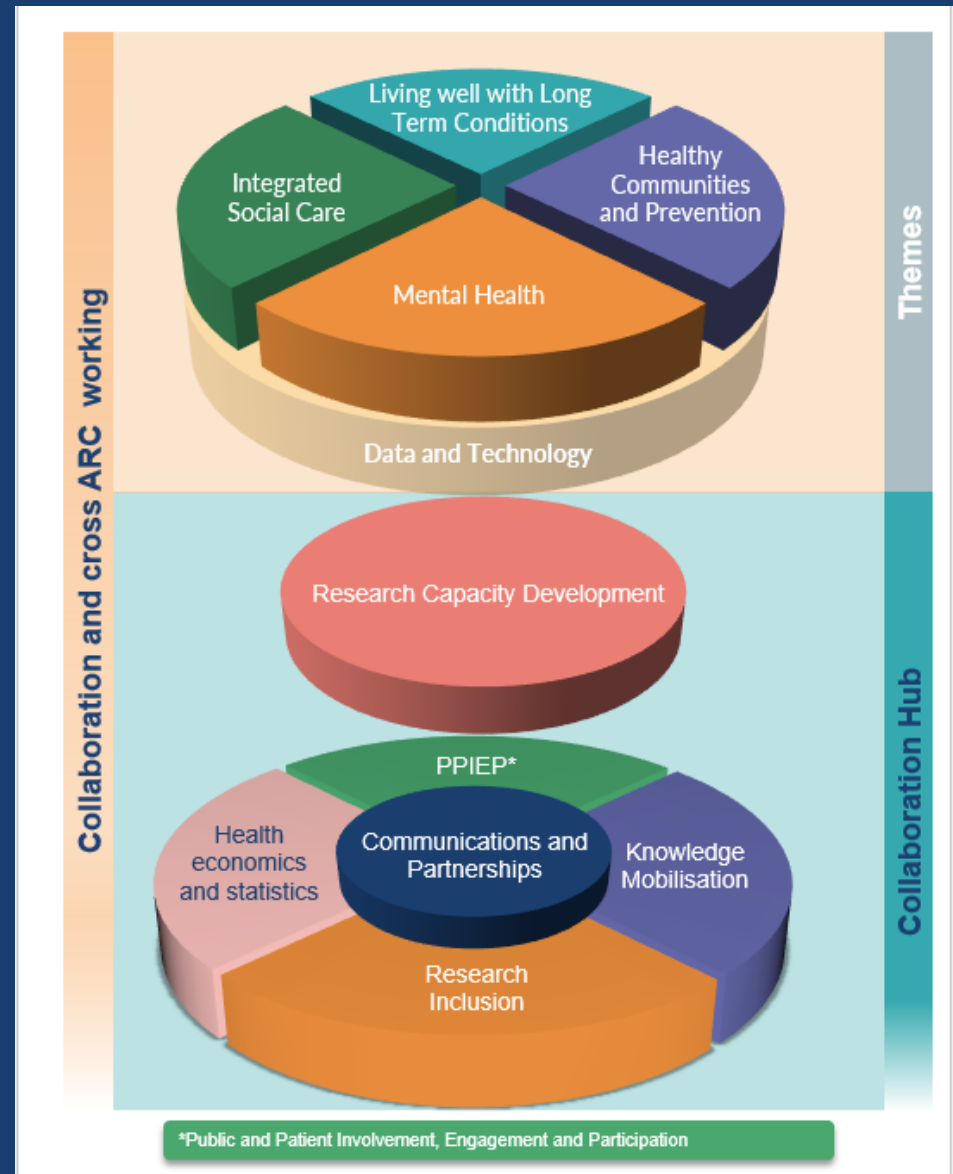 Collaboration and cross ARC working
Living well with Long
Term Conditions
Integrated
Social Care
Healthy
Communities
and Prevention
Mental Health
Data and Technology
Themes
Research Capacity Development
PPIEP*
Health
economics
and statistics
Communications and
Partnerships
Knowledge
Mobilisation
Research
Inclusion
Collaboration Hub
*Public and Patient Involvement, Engagement and Participation